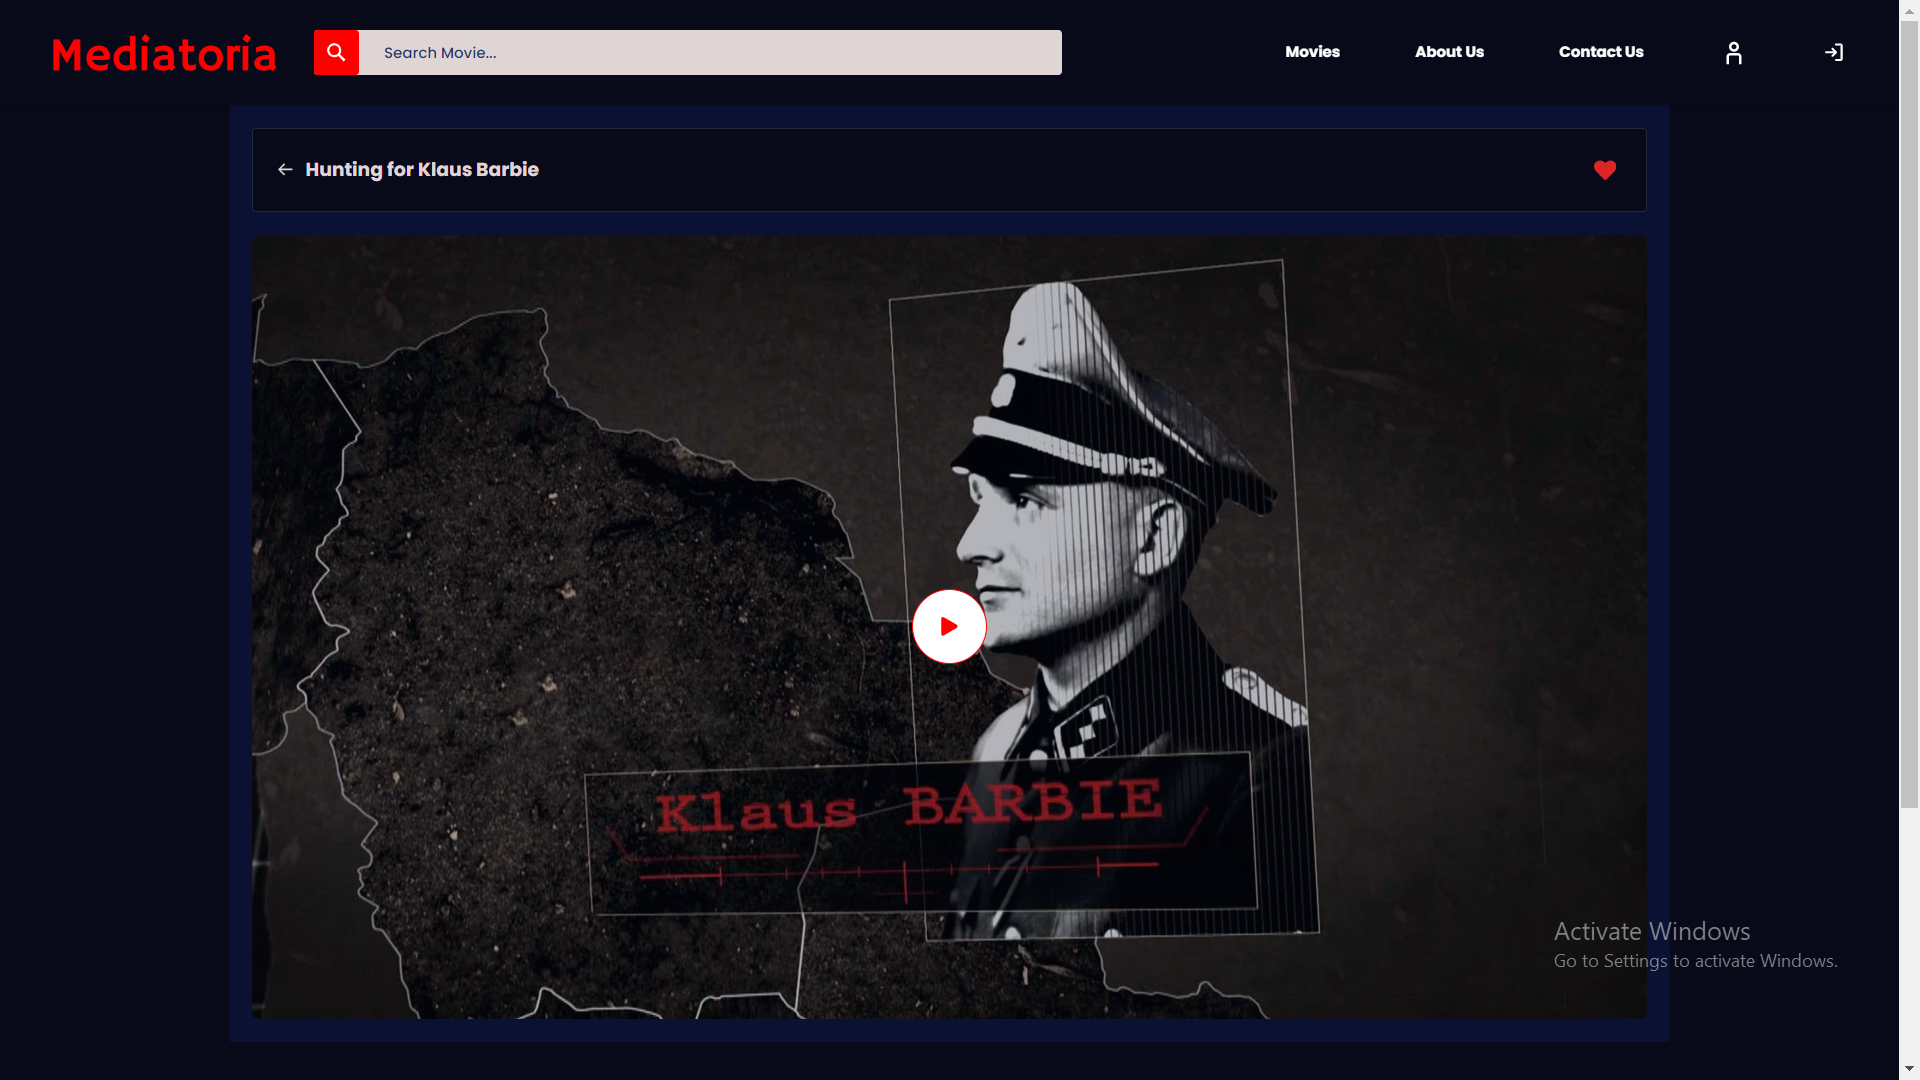 Mediatoria
Search Movie...
Movies
About Us
Contact Us
Hunting for Klaus Barbie
Klaus BARBIE
Activate Windows
Go to Settings to activate Windows.